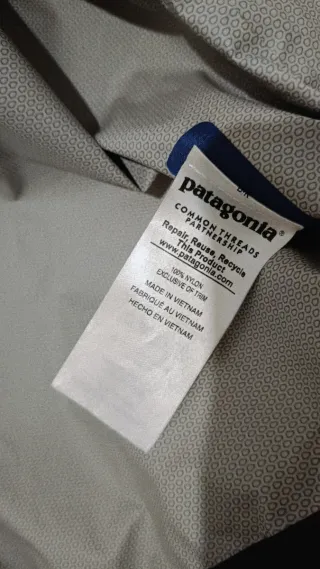 patagonia®
COMMON THREADS
PARTNERSHIP
Repair, Reuse, Recycle
This Product
www.patagonia.com
100% NYLON
EXCLUSIVE OF TRIM
MADE IN VIETNAM
FABRIQUÉ AU VIETNAM
HECHO EN VIETNAM